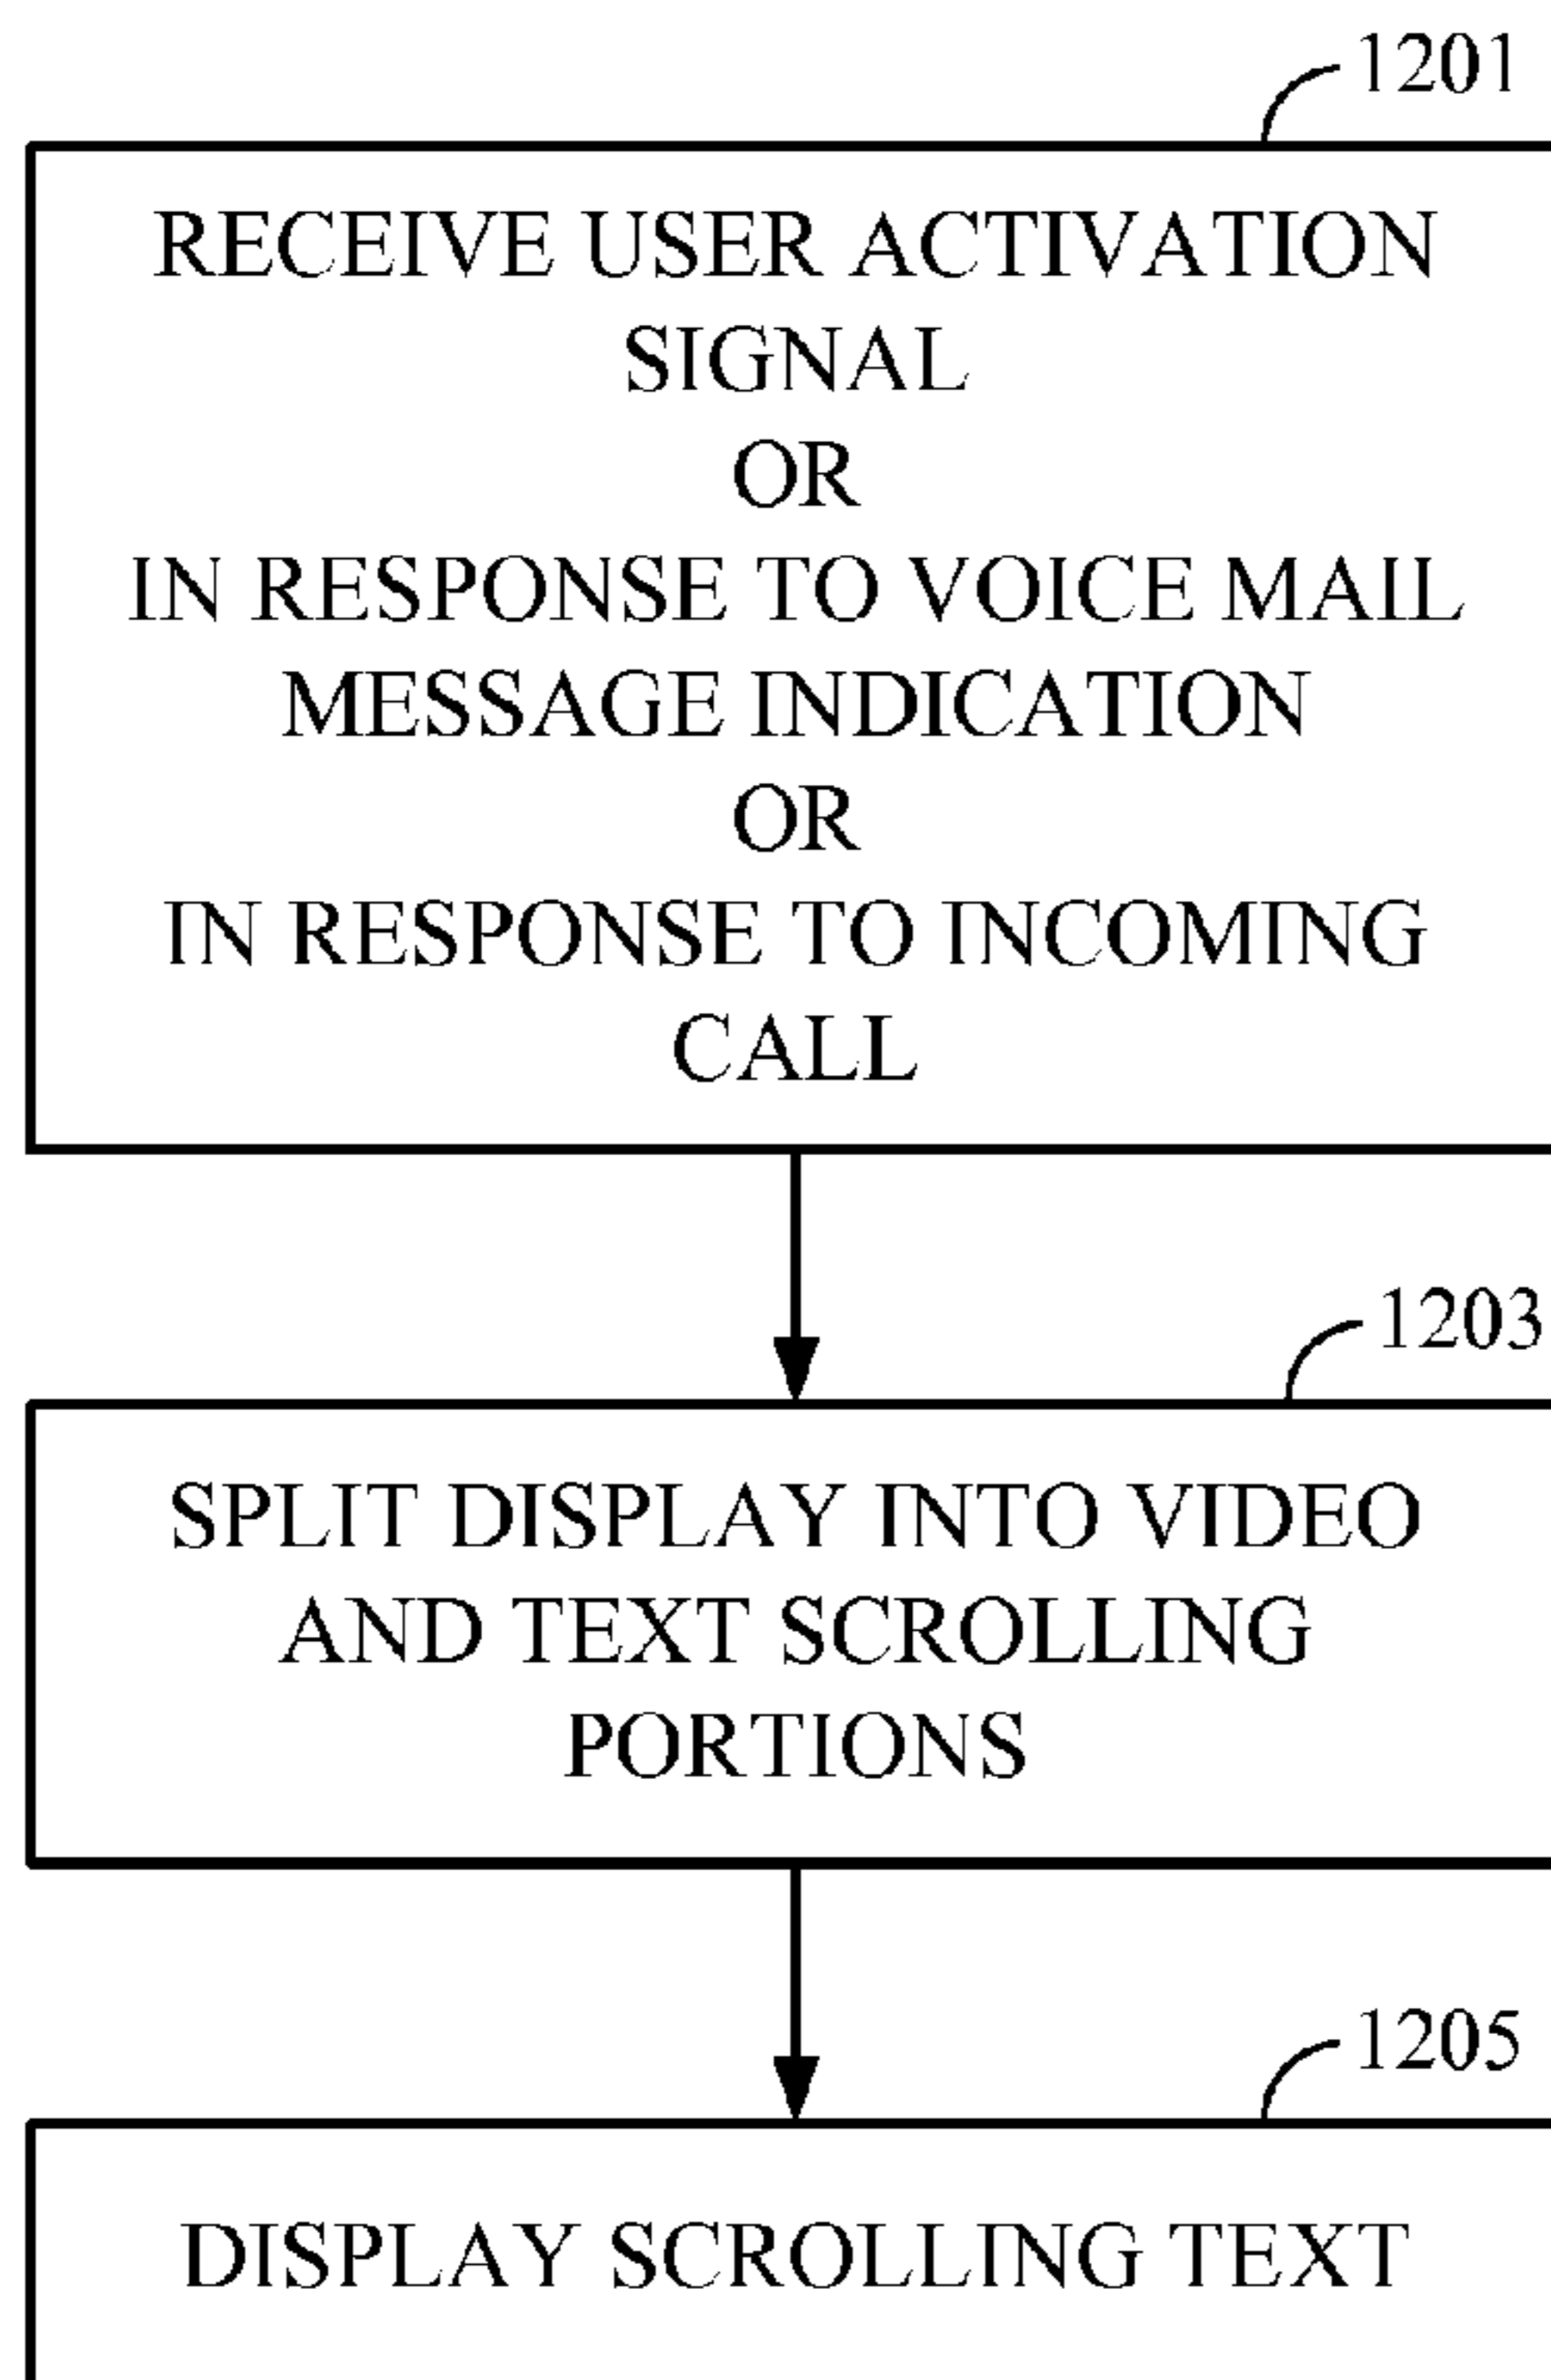 1201
RECEIVE USER ACTIVATION
SIGNAL
OR
IN RESPONSE TO VOICE MAIL
MESSAGE INDICATION
OR
IN RESPONSE TO INCOMING
CALL
1203
SPLIT DISPLAY INTO VIDEO
AND TEXT SCROLLING
PORTIONS
1205
DISPLAY SCROLLING TEXT